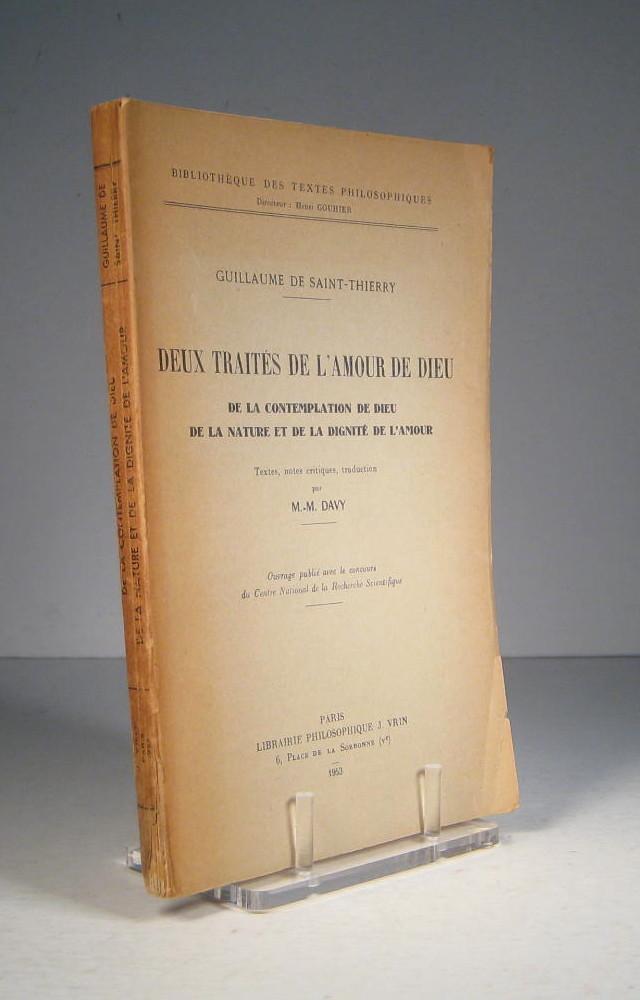 BIBLIOTHÈQUE DES TEXTES PHILOSOPHIQUES
Directeur : Henri GOUHIER
GUILLAUME DE SAINT-THIERRY
DEUX TRAITÉS DE L'AMOUR DE DIEU
DE LA CONTEMPLATION DE DIEU
DE LA NATURE ET DE LA DIGNITÉ DE L'AMOUR
Textes, notes critiques, traduction
par
M.-M. DAVY
Ouvrage publié avec le concours
du Centre National de la Recherche Scientifique
PARIS
LIBRAIRIE PHILOSOPHIQUE J. VRIN
6, PLACE DE LA SORBONNE (Vᵉ)
1953
GUILLAUME DE
SAINT-THIERRY
DE LA CONTEMPLATION DE DIEU
DE LA NATURE ET DE LA DIGNITÉ DE L'AMOUR
PARIS